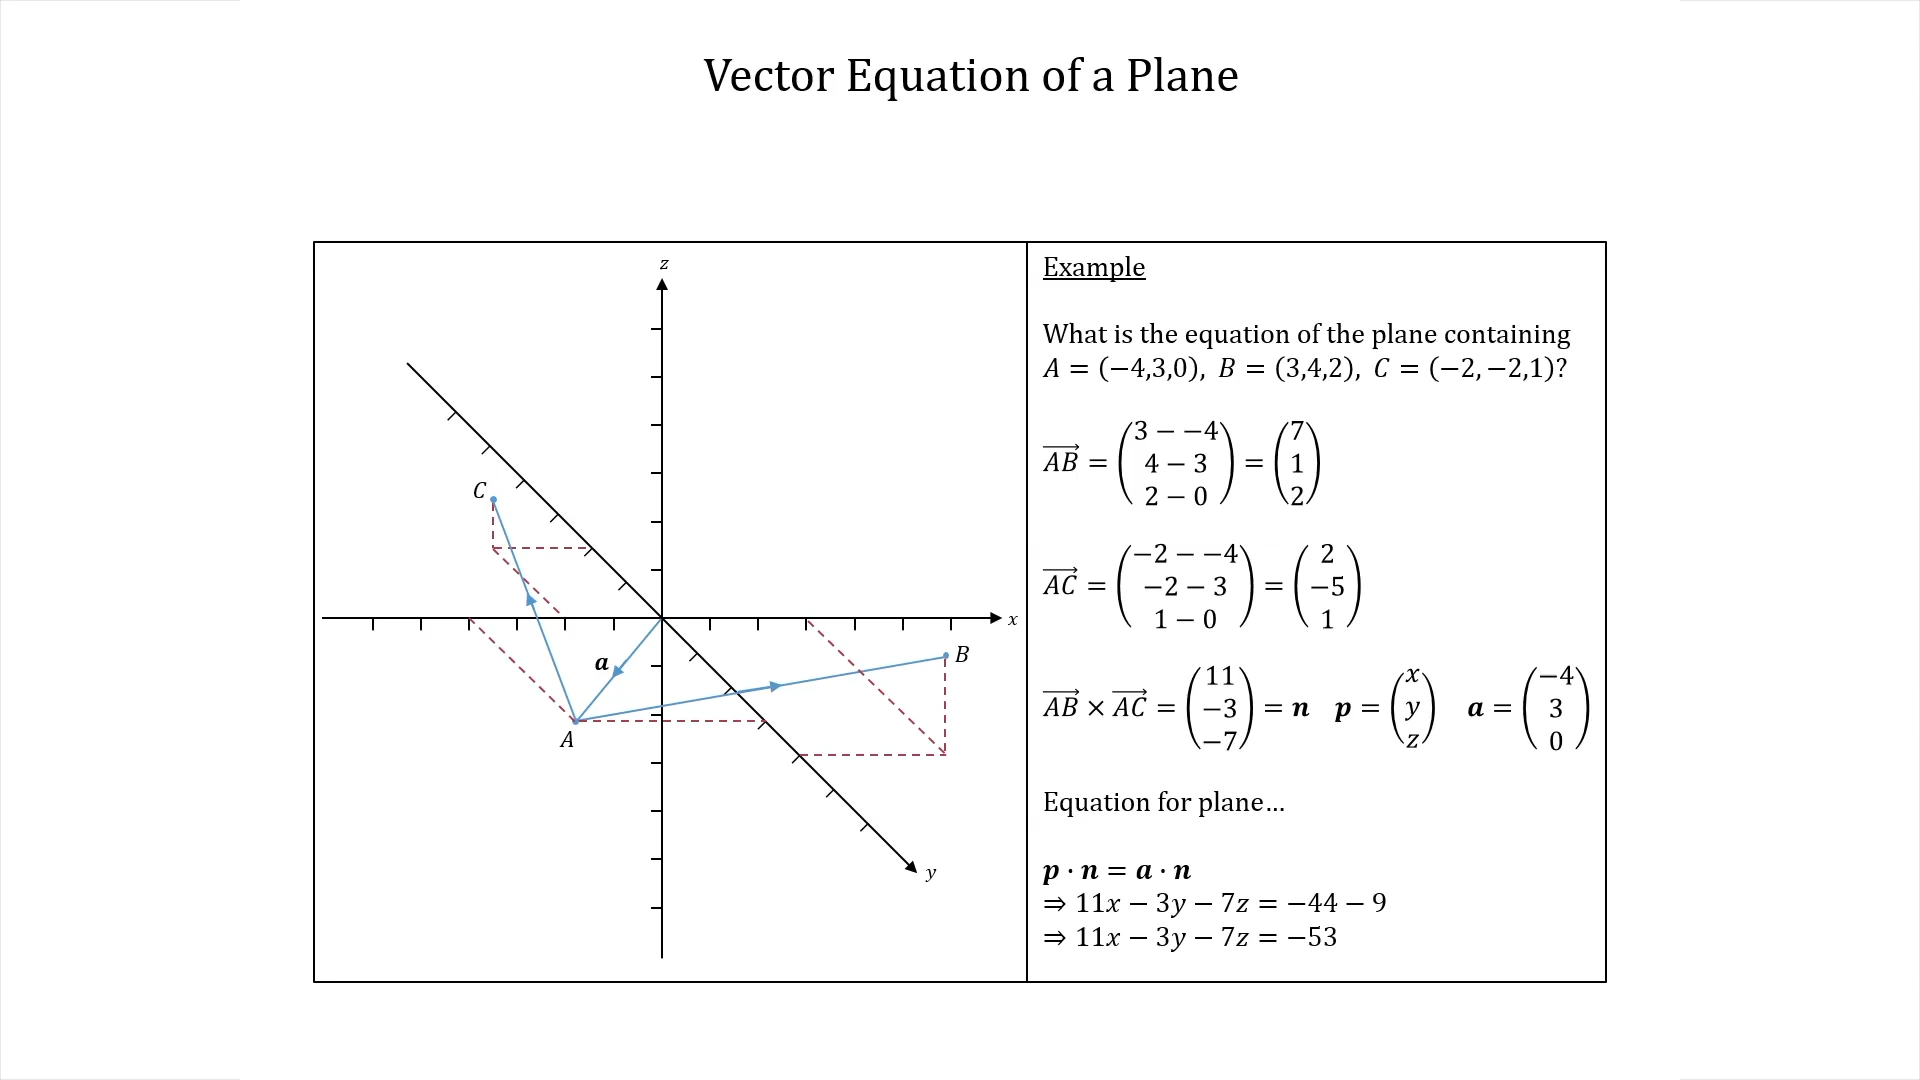 Vector Equation of a Plane
z
C
x
a
B
A
y
Example
What is the equation of the plane containing
A = (−4,3,0), B = (3,4,2), C = (−2,−2,1)?
AB⃗ = (3 − −4, 4 − 3, 2 − 0) = (7, 1, 2)
AC⃗ = (−2 − −4, −2 − 3, 1 − 0) = (2, −5, 1)
AB⃗ × AC⃗ = (11, −3, −7) = n p = (x, y, z) a = (−4, 3, 0)
Equation for plane…
p · n = a · n
⇒ 11x − 3y − 7z = −44 − 9
⇒ 11x − 3y − 7z = −53